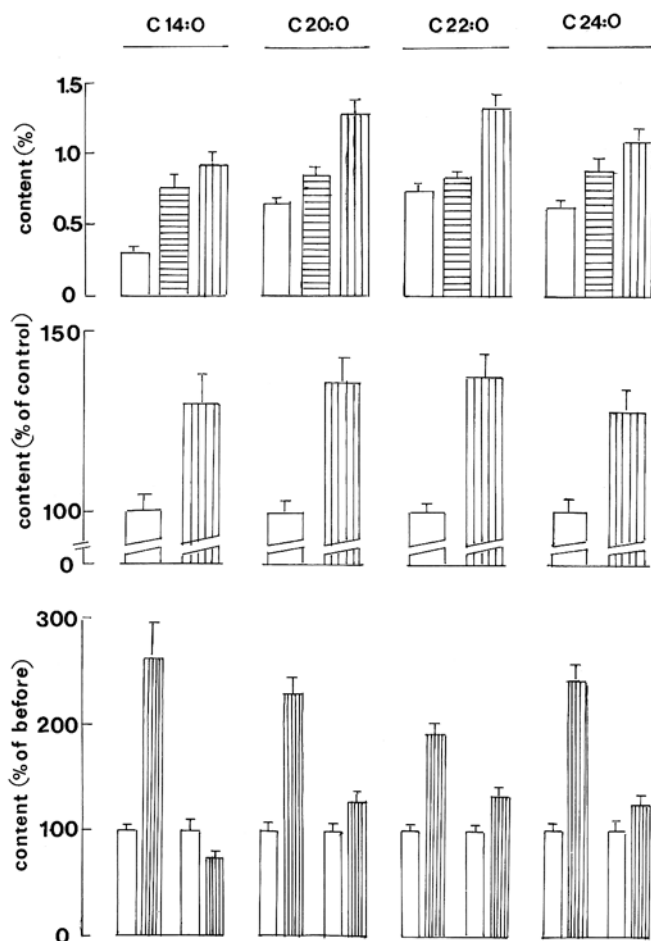 C 14:0 C 20:0 C 22:0 C 24:0
content (%)
1.5
1.0
0.5
0
content (% of control)
150
100
0
content (% of before)
300
200
100
0